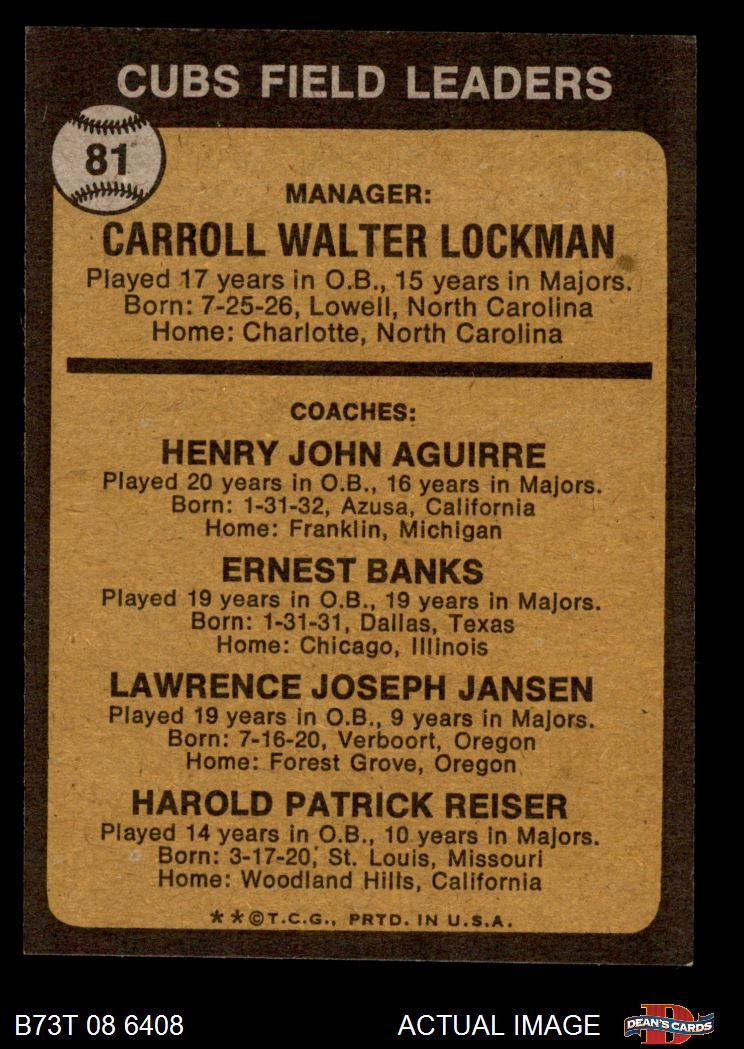 CUBS FIELD LEADERS
81
MANAGER:
CARROLL WALTER LOCKMAN
Played 17 years in O.B., 15 years in Majors.
Born: 7-25-26, Lowell, North Carolina
Home: Charlotte, North Carolina
COACHES:
HENRY JOHN AGUIRRE
Played 20 years in O.B., 16 years in Majors.
Born: 1-31-32, Azusa, California
Home: Franklin, Michigan
ERNEST BANKS
Played 19 years in O.B., 19 years in Majors.
Born: 1-31-31, Dallas, Texas
Home: Chicago, Illinois
LAWRENCE JOSEPH JANSEN
Played 19 years in O.B., 9 years in Majors.
Born: 7-16-20, Verboort, Oregon
Home: Forest Grove, Oregon
HAROLD PATRICK REISER
Played 14 years in O.B., 10 years in Majors.
Born: 3-17-20, St. Louis, Missouri
Home: Woodland Hills, California
**©T.C.G., PRTD. IN U.S.A.
B73T 08 6408 ACTUAL IMAGE D DEAN'S CARDS